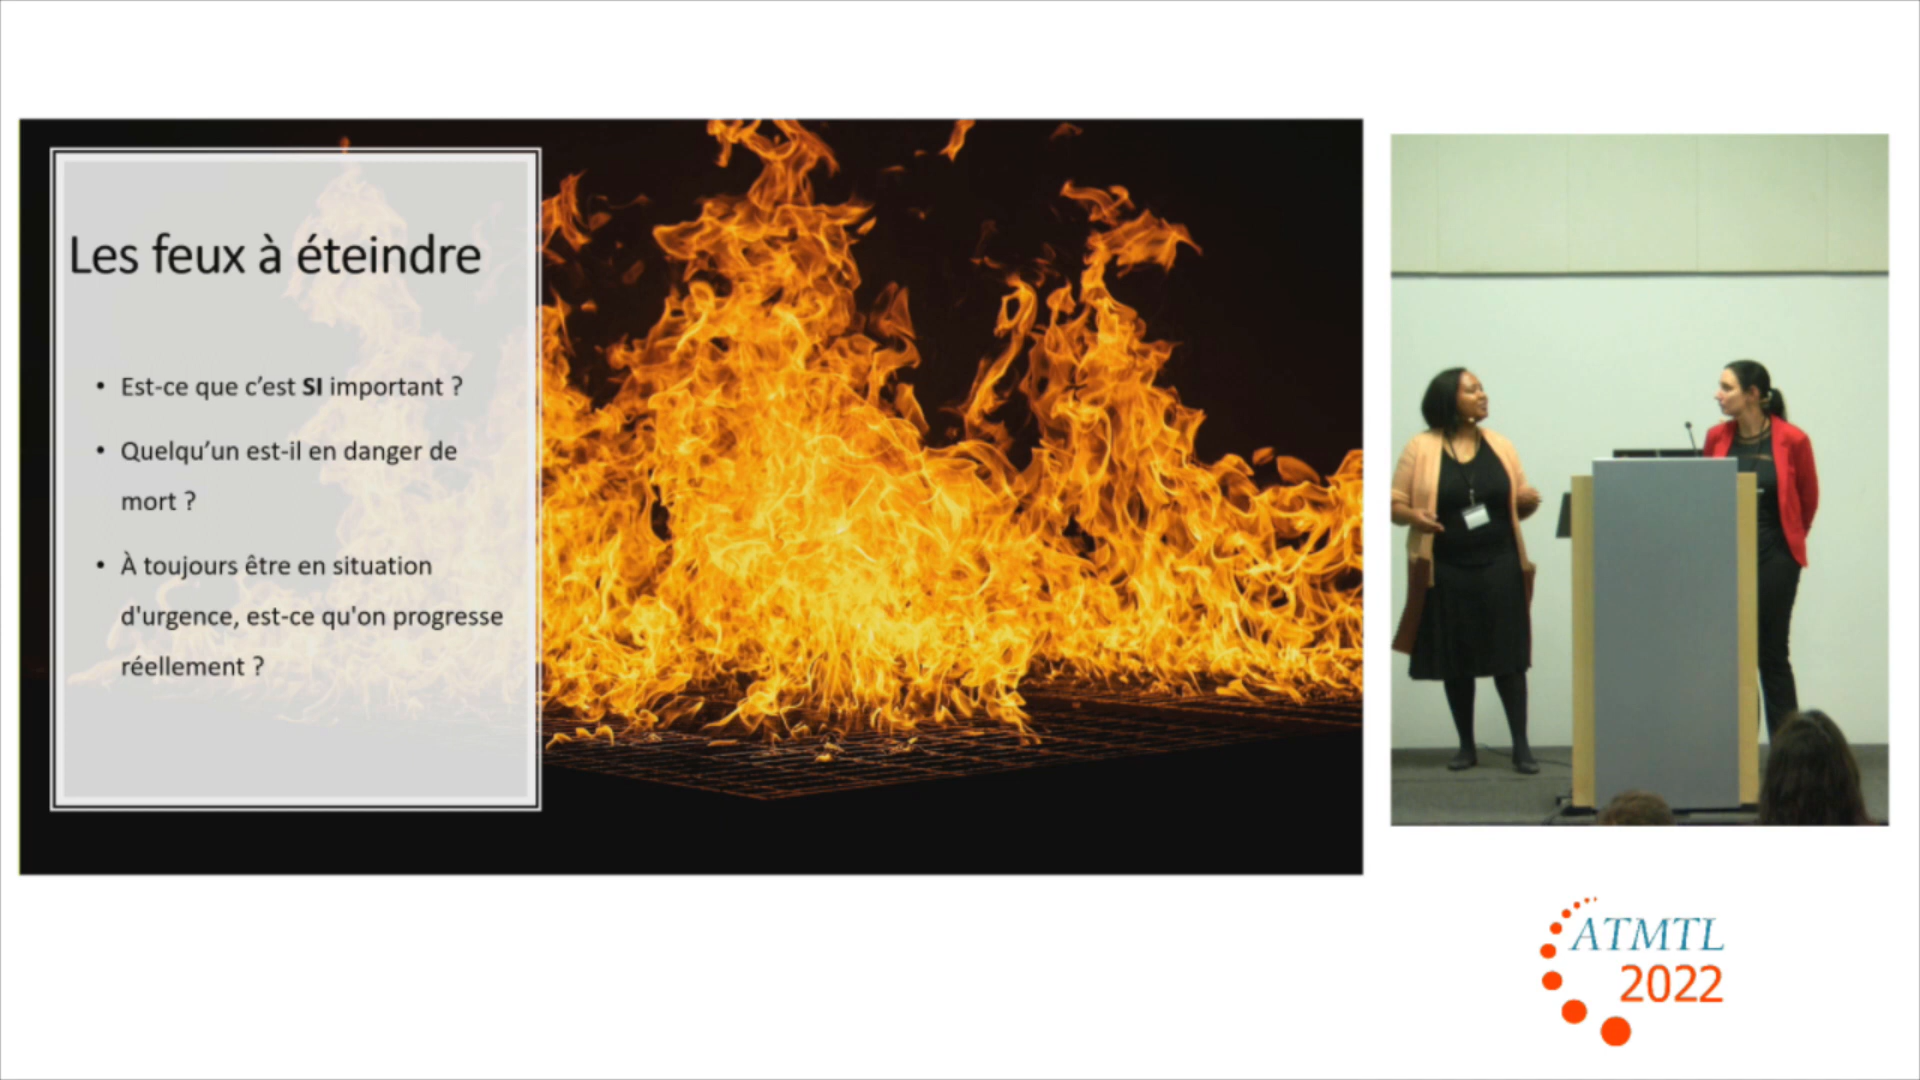 Les feux à éteindre
• Est-ce que c’est SI important ?
• Quelqu’un est-il en danger de
mort ?
• À toujours être en situation
d'urgence, est-ce qu'on progresse
réellement ?
ATMTL
2022